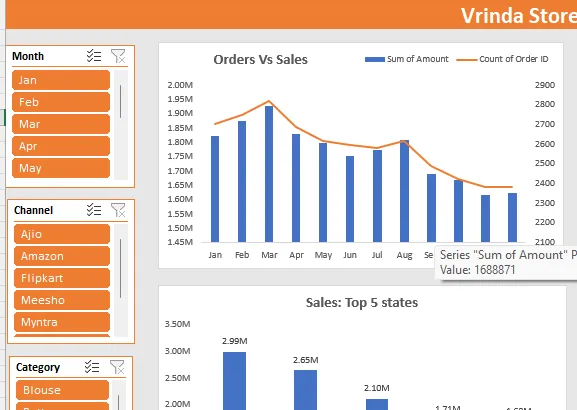 Vrinda Store
Month
Jan
Feb
Mar
Apr
May
Channel
Ajio
Amazon
Flipkart
Meesho
Myntra
Category
Blouse
Orders Vs Sales
Sum of Amount
Count of Order ID
2.00M
1.95M
1.90M
1.85M
1.80M
1.75M
1.70M
1.65M
1.60M
1.55M
1.50M
1.45M
2900
2800
2700
2600
2500
2400
2300
2200
2100
Jan Feb Mar Apr May Jun Jul Aug Se
Series "Sum of Amount" P
Value: 1688871
Sales: Top 5 states
3.50M
3.00M
2.50M
2.00M
2.99M
2.65M
2.10M
1.71M